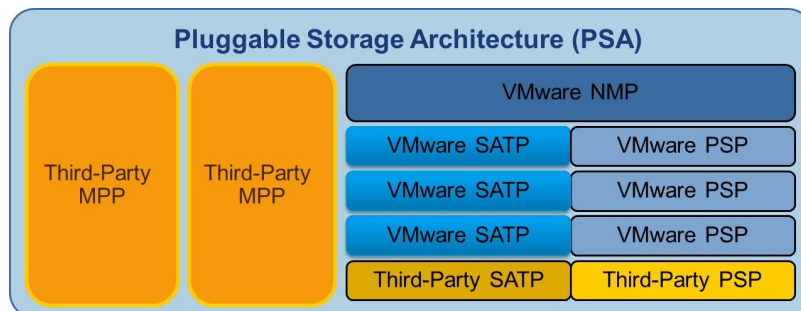 Pluggable Storage Architecture (PSA)
Third-Party
MPP
Third-Party
MPP
VMware NMP
VMware SATP
VMware PSP
VMware SATP
VMware PSP
VMware SATP
VMware PSP
Third-Party SATP
Third-Party PSP